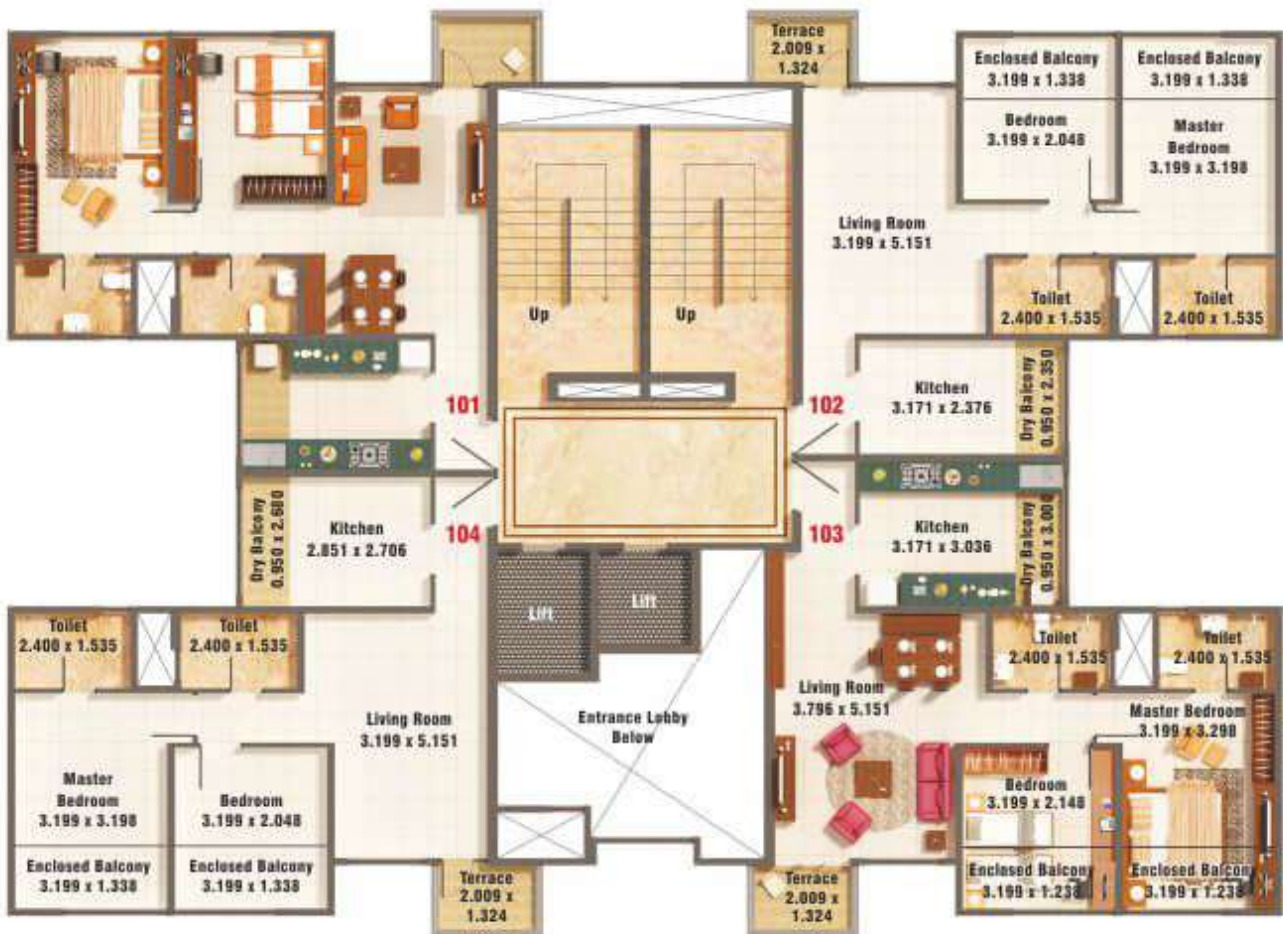 Terrace
2.009 x
1.324
Enclosed Balcony
3.199 x 1.338
Enclosed Balcony
3.199 x 1.338
Bedroom
3.199 x 2.048
Master
Bedroom
3.199 x 3.198
Living Room
3.199 x 5.151
Toilet
2.400 x 1.535
Toilet
2.400 x 1.535
Up
Up
101
102
Kitchen
3.171 x 2.376
Dry Balcony
0.950 x 2.350
104
103
Dry Balcony
0.950 x 2.680
Kitchen
2.851 x 2.706
Kitchen
3.171 x 3.036
Dry Balcony
0.950 x 3.000
Lift
Lift
Toilet
2.400 x 1.535
Toilet
2.400 x 1.535
Toilet
2.400 x 1.535
Toilet
2.400 x 1.535
Living Room
3.199 x 5.151
Entrance Lobby
Below
Living Room
3.796 x 5.151
Master Bedroom
3.199 x 3.298
Master
Bedroom
3.199 x 3.198
Bedroom
3.199 x 2.048
Bedroom
3.199 x 2.148
Enclosed Balcony
3.199 x 1.338
Enclosed Balcony
3.199 x 1.338
Terrace
2.009 x
1.324
Terrace
2.009 x
1.324
Enclosed Balcony
3.199 x 1.238
Enclosed Balcony
3.199 x 1.238